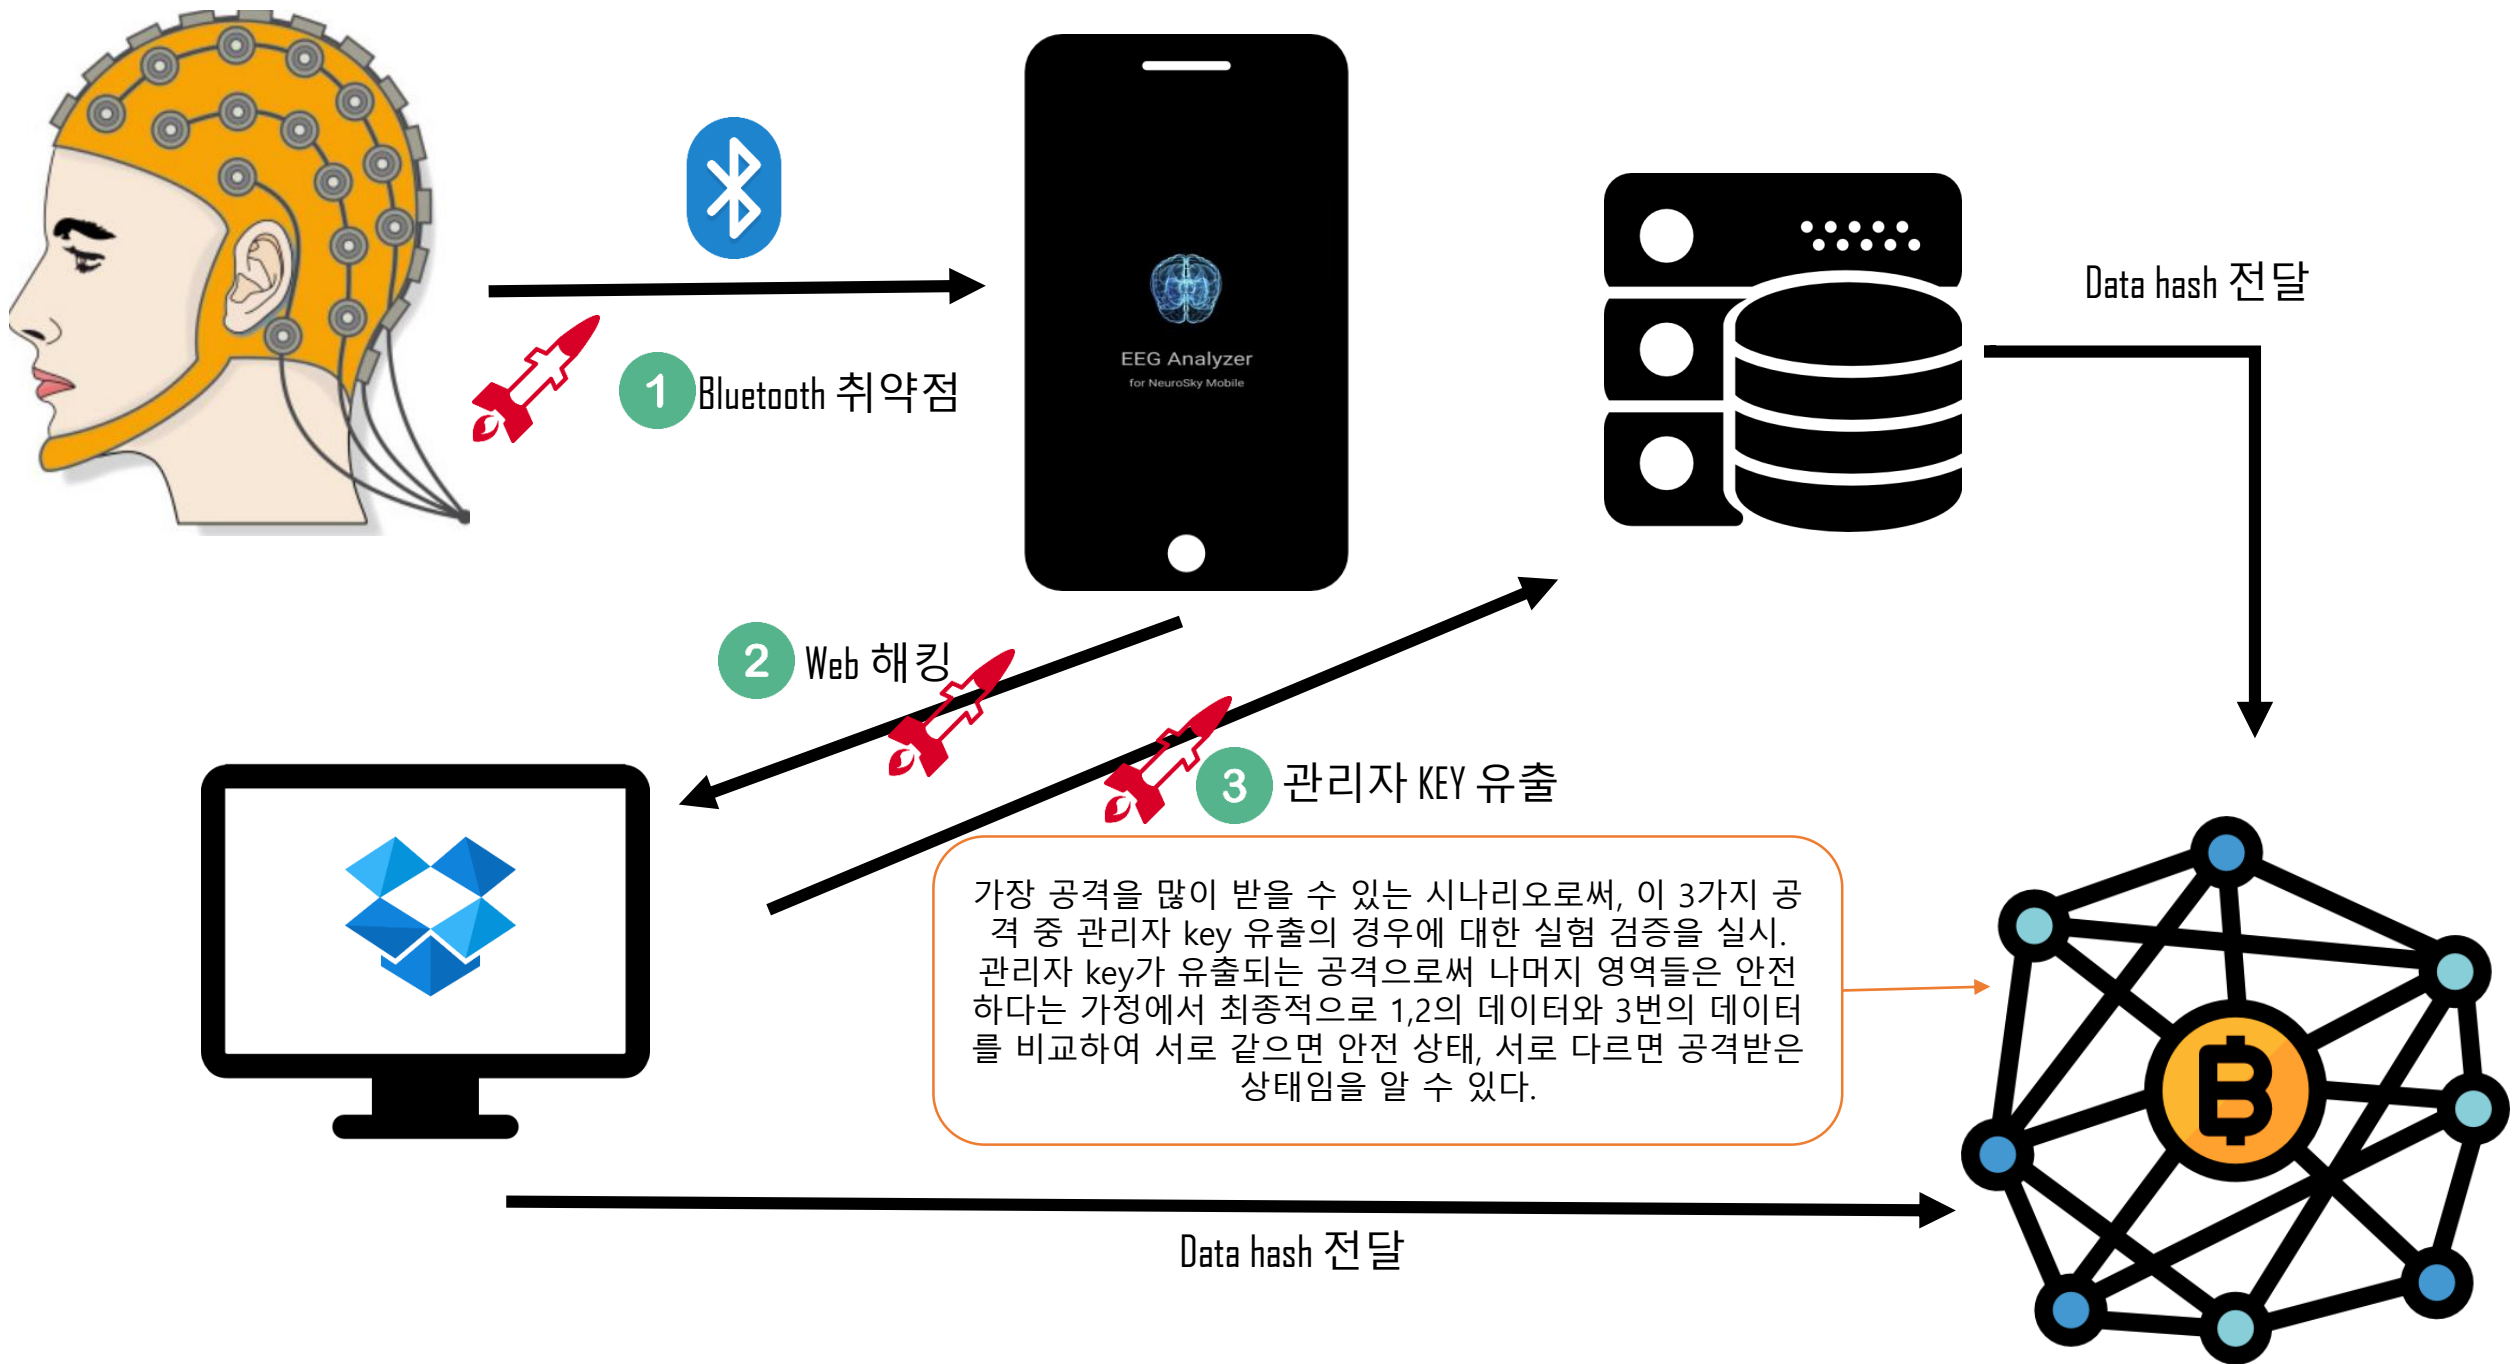 EEG Analyzer
for NeuroSky Mobile
Data hash 전달
1 Bluetooth 취약점
2 Web 해킹
3 관리자 KEY 유출
가장 공격을 많이 받을 수 있는 시나리오로써, 이 3가지 공
격 중 관리자 key 유출의 경우에 대한 실험 검증을 실시.
관리자 key가 유출되는 공격으로써 나머지 영역들은 안전
하다는 가정에서 최종적으로 1,2의 데이터와 3번의 데이터
를 비교하여 서로 같으면 안전 상태, 서로 다르면 공격받은
상태임을 알 수 있다.
Data hash 전달